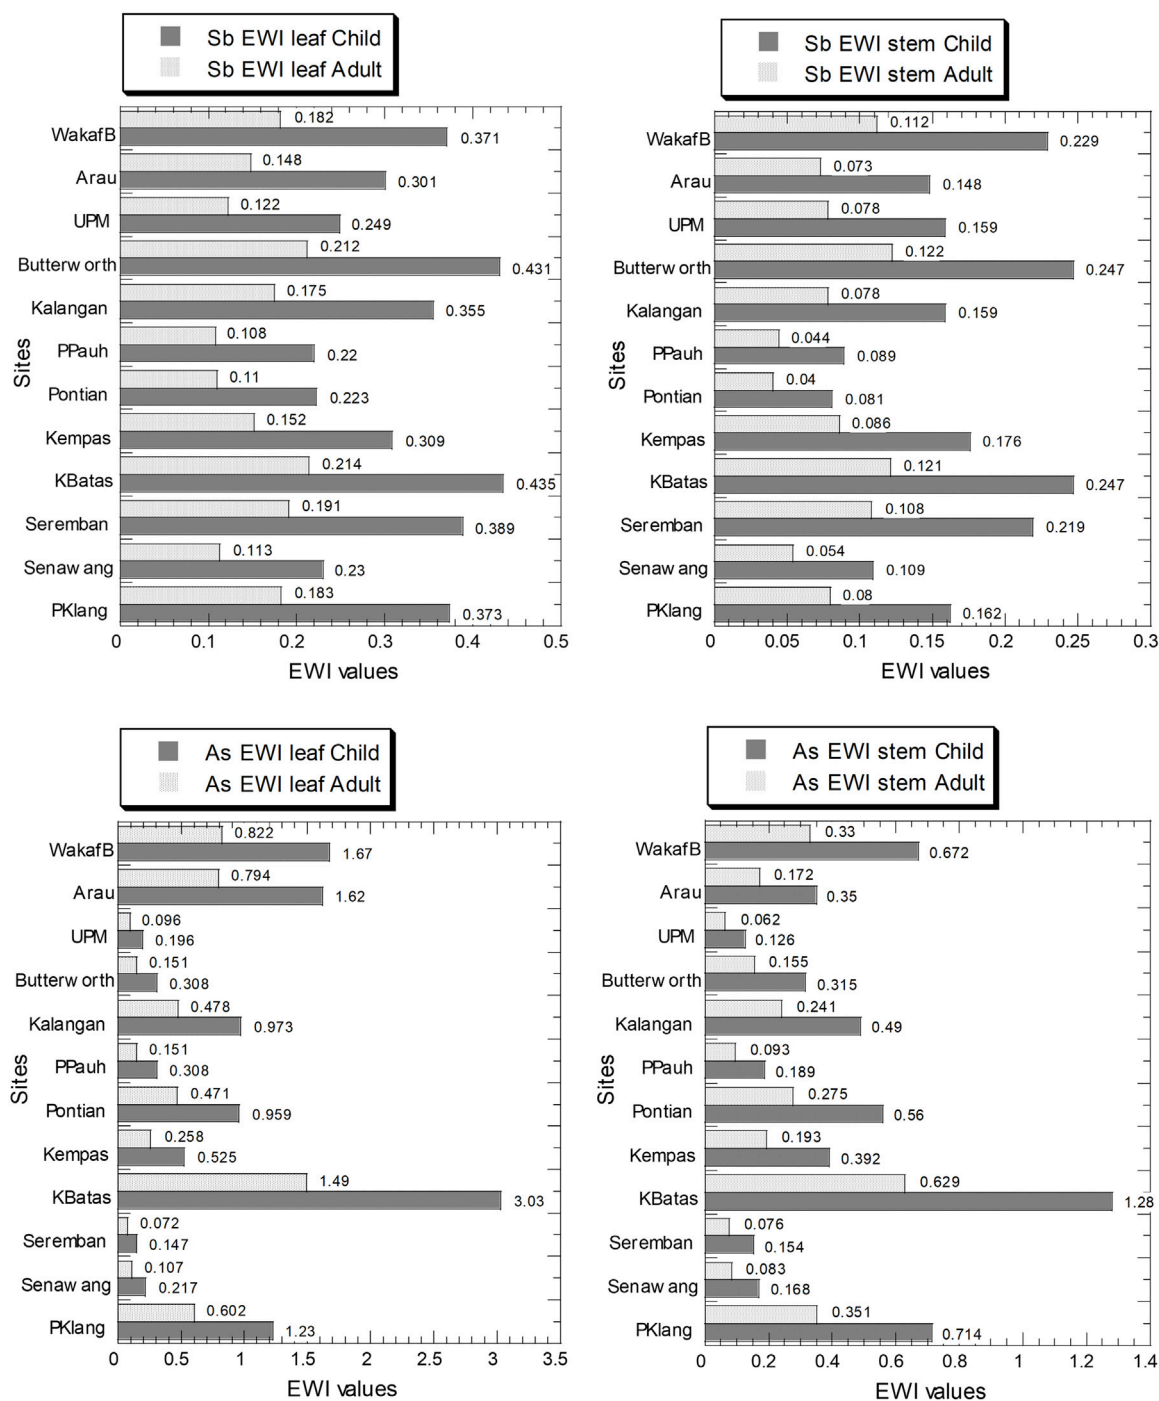 Sb EWI leaf Child
Sb EWI leaf Adult
WakafB
0.182
0.371
Arau
0.148
0.301
UPM
0.122
0.249
Butterw orth
0.212
0.431
Kalangan
0.175
0.355
PPauh
0.108
0.22
Pontian
0.11
0.223
Kempas
0.152
0.309
KBatas
0.214
0.435
Seremban
0.191
0.389
Senaw ang
0.113
0.23
PKlang
0.183
0.373
Sites
0 0.1 0.2 0.3 0.4 0.5
EWI values
Sb EWI stem Child
Sb EWI stem Adult
WakafB
0.112
0.229
Arau
0.073
0.148
UPM
0.078
0.159
Butterw orth
0.122
0.247
Kalangan
0.078
0.159
PPauh
0.044
0.089
Pontian
0.04
0.081
Kempas
0.086
0.176
KBatas
0.121
0.247
Seremban
0.108
0.219
Senaw ang
0.054
0.109
PKlang
0.08
0.162
Sites
0 0.05 0.1 0.15 0.2 0.25 0.3
EWI values
As EWI leaf Child
As EWI leaf Adult
WakafB
0.822
1.67
Arau
0.794
1.62
UPM
0.096
0.196
Butterw orth
0.151
0.308
Kalangan
0.478
0.973
PPauh
0.151
0.308
Pontian
0.471
0.959
Kempas
0.258
0.525
KBatas
1.49
3.03
Seremban
0.072
0.147
Senaw ang
0.107
0.217
PKlang
0.602
1.23
Sites
0 0.5 1 1.5 2 2.5 3 3.5
EWI values
As EWI stem Child
As EWI stem Adult
WakafB
0.33
0.672
Arau
0.172
0.35
UPM
0.062
0.126
Butterw orth
0.155
0.315
Kalangan
0.241
0.49
PPauh
0.093
0.189
Pontian
0.275
0.56
Kempas
0.193
0.392
KBatas
0.629
1.28
Seremban
0.076
0.154
Senaw ang
0.083
0.168
PKlang
0.351
0.714
Sites
0 0.2 0.4 0.6 0.8 1 1.2 1.4
EWI values